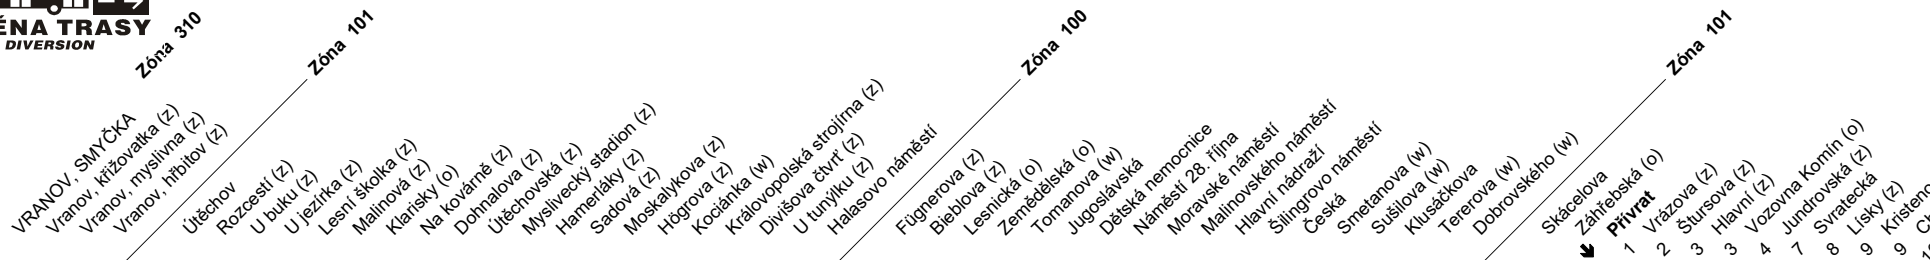 ĚNA TRASY
DIVERSION
Zóna 310
VRANOV, SMYČKA
Vranov, křižovatka (z)
Vranov, myslivna (z)
Vranov, hřbitov (z)
Zóna 101
Útěchov
Rozcestí (z)
U buku (z)
U jezírka (z)
Lesní školka (z)
Malinová (z)
Klarisky (o)
Na kovárně (z)
Dohnalova (z)
Útěchovská (z)
Myslivecký stadion (z)
Hameráky (z)
Sadová (z)
Moskalykova (z)
Högrova (z)
Kociánka (w)
Královopolská strojírna (z)
Divišova čtvrť (z)
U tunýlku (z)
Halasovo náměstí
Zóna 100
Fügnerova (z)
Bieblova (z)
Lesnická (o)
Zemědělská (o)
Tomanova (w)
Jugoslávská
Dětská nemocnice
Náměstí 28. října
Moravské náměstí
Malinovského náměstí
Hlavní nádraží
Šilingrovo náměstí
Česká
Smetanova (w)
Sušilova (w)
Klusáčkova
Tererova (w)
Dobrovského (w)
Zóna 101
Skácelova
Záhřebská (o)
Přívrat
1 Vrázova (z)
2 Štursova (z)
3 Hlavní (z)
3 Vozovna Komín (o)
4 Jundrovská (z)
7 Svratecká
8 Lísky (z)
9
9